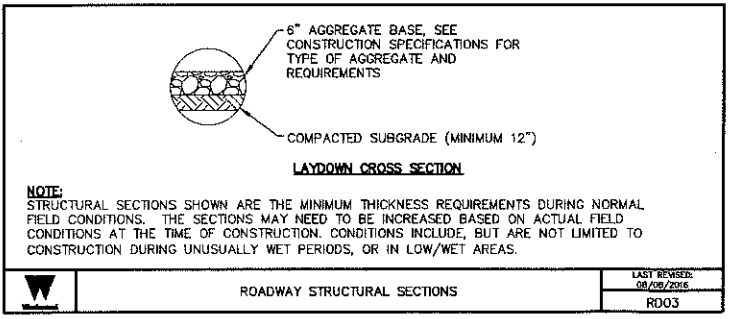 6" AGGREGATE BASE, SEE
CONSTRUCTION SPECIFICATIONS FOR
TYPE OF AGGREGATE AND
REQUIREMENTS
COMPACTED SUBGRADE (MINIMUM 12")
LAYDOWN CROSS SECTION
NOTE:
STRUCTURAL SECTIONS SHOWN ARE THE MINIMUM THICKNESS REQUIREMENTS DURING NORMAL
FIELD CONDITIONS. THE SECTIONS MAY NEED TO BE INCREASED BASED ON ACTUAL FIELD
CONDITIONS AT THE TIME OF CONSTRUCTION. CONDITIONS INCLUDE, BUT ARE NOT LIMITED TO
CONSTRUCTION DURING UNUSUALLY WET PERIODS, OR IN LOW/WET AREAS.
W
ROADWAY STRUCTURAL SECTIONS
LAST REVISED:
08/08/2016
RD03